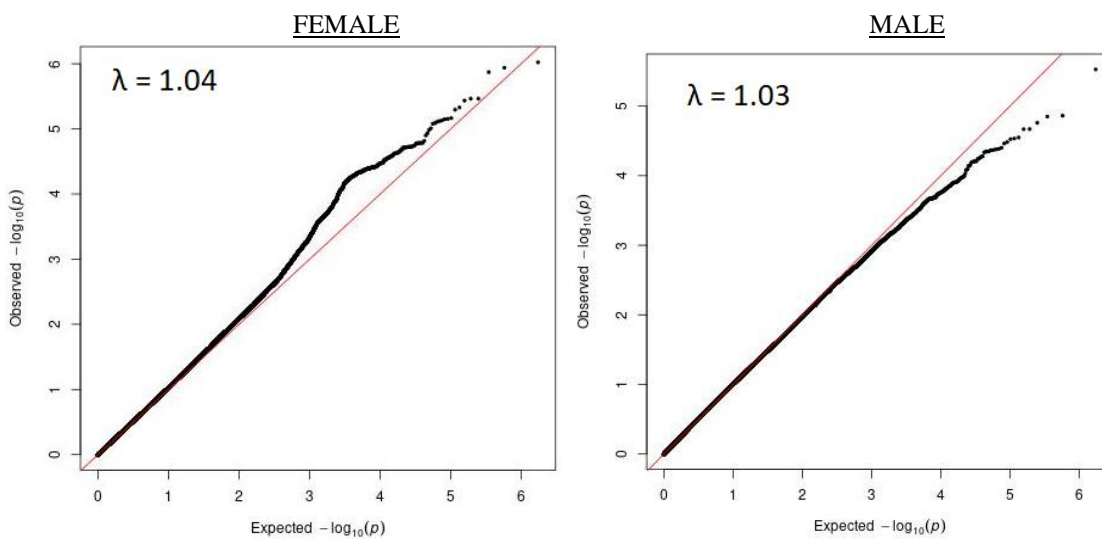 FEMALE
λ = 1.04
6
5
4
3
2
1
0
Observed −log10(p)
0 1 2 3 4 5 6
Expected −log10(p)
MALE
λ = 1.03
5
4
3
2
1
0
Observed −log10(p)
0 1 2 3 4 5 6
Expected −log10(p)